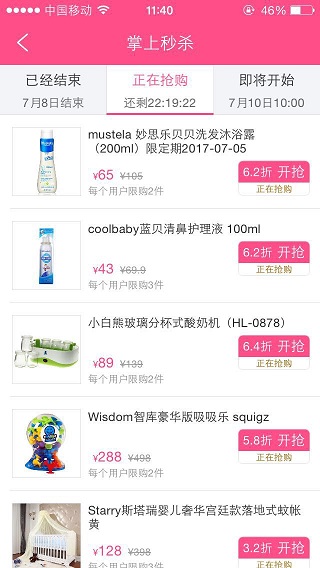 中国移动
11:40
46%
掌上秒杀
已经结束
7月8日结束
正在抢购
还剩22:19:22
即将开始
7月10日10:00
mustela 妙思乐贝贝洗发沐浴露
（200ml）限定期2017-07-05
¥65 ¥105
每个用户限购2件
6.2折 开抢
正在抢购
coolbaby蓝贝清鼻护理液 100ml
¥43 ¥69.9
每个用户限购3件
6.2折 开抢
正在抢购
小白熊玻璃分杯式酸奶机（HL-0878）
¥89 ¥139
每个用户限购2件
6.4折 开抢
正在抢购
Wisdom智库豪华版吸吸乐 squigz
¥288 ¥498
每个用户限购2件
5.8折 开抢
正在抢购
Starry斯塔瑞婴儿奢华宫廷款落地式蚊帐
黄
¥128 ¥398
每个用户限购3件
3.2折 开抢
正在抢购